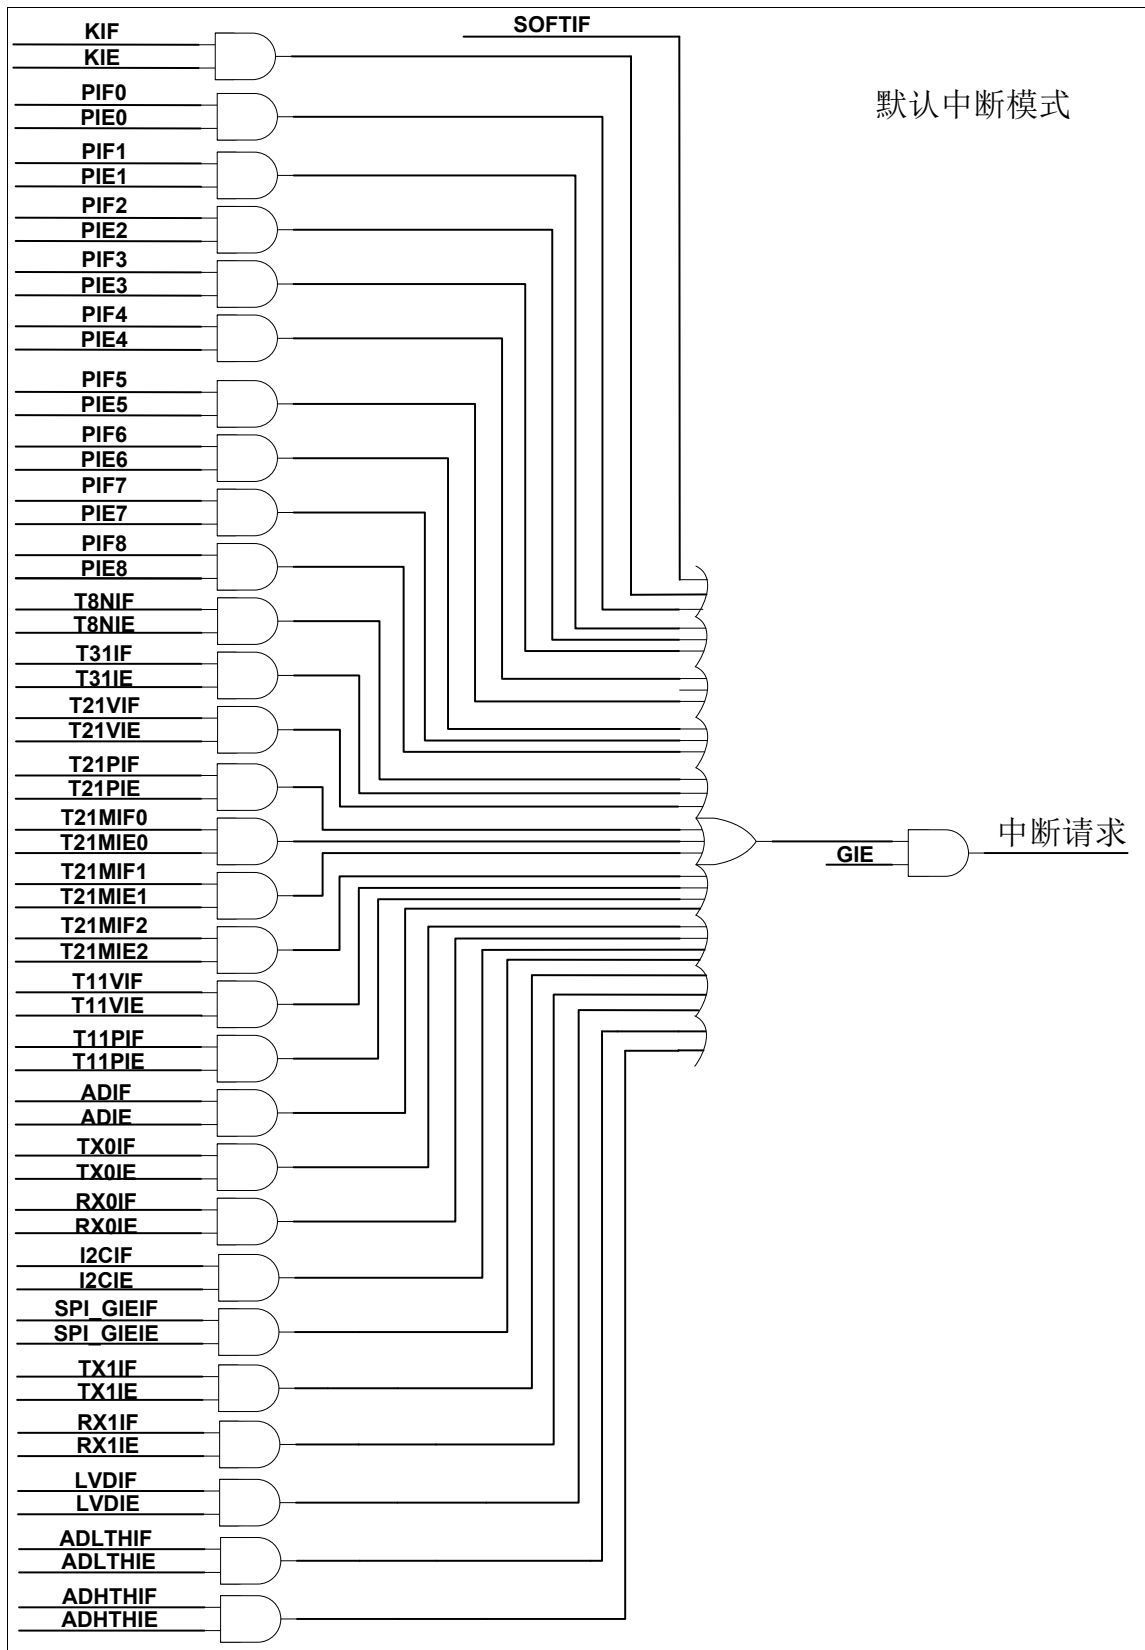 SOFTIF
KIF
KIE
默认中断模式
PIF0
PIE0
PIF1
PIE1
PIF2
PIE2
PIF3
PIE3
PIF4
PIE4
PIF5
PIE5
PIF6
PIE6
PIF7
PIE7
PIF8
PIE8
T8NIF
T8NIE
T31IF
T31IE
T21VIF
T21VIE
T21PIF
T21PIE
T21MIF0
T21MIE0
中断请求
GIE
T21MIF1
T21MIE1
T21MIF2
T21MIE2
T11VIF
T11VIE
T11PIF
T11PIE
ADIF
ADIE
TX0IF
TX0IE
RX0IF
RX0IE
I2CIF
I2CIE
SPI_GIEIF
SPI_GIEIE
TX1IF
TX1IE
RX1IF
RX1IE
LVDIF
LVDIE
ADLTHIF
ADLTHIE
ADHTHIF
ADHTHIE